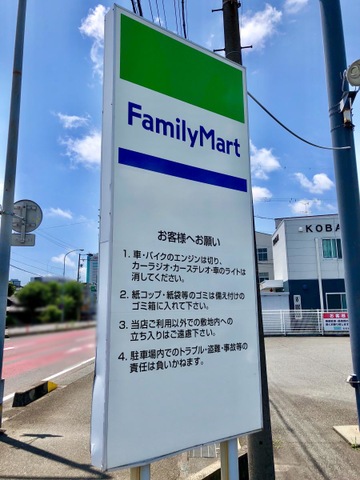 FamilyMart
お客様へお願い
1. 車・バイクのエンジンは切り、
カーラジオ・カーステレオ・車のライトは
消してください。
2. 紙コップ・紙袋等のゴミは備え付けの
ゴミ箱に入れて下さい。
3. 当店ご利用以外での敷地内への
立ち入りはご遠慮下さい。
4. 駐車場内でのトラブル・盗難・事故等の
責任は負いかねます。
KOBA